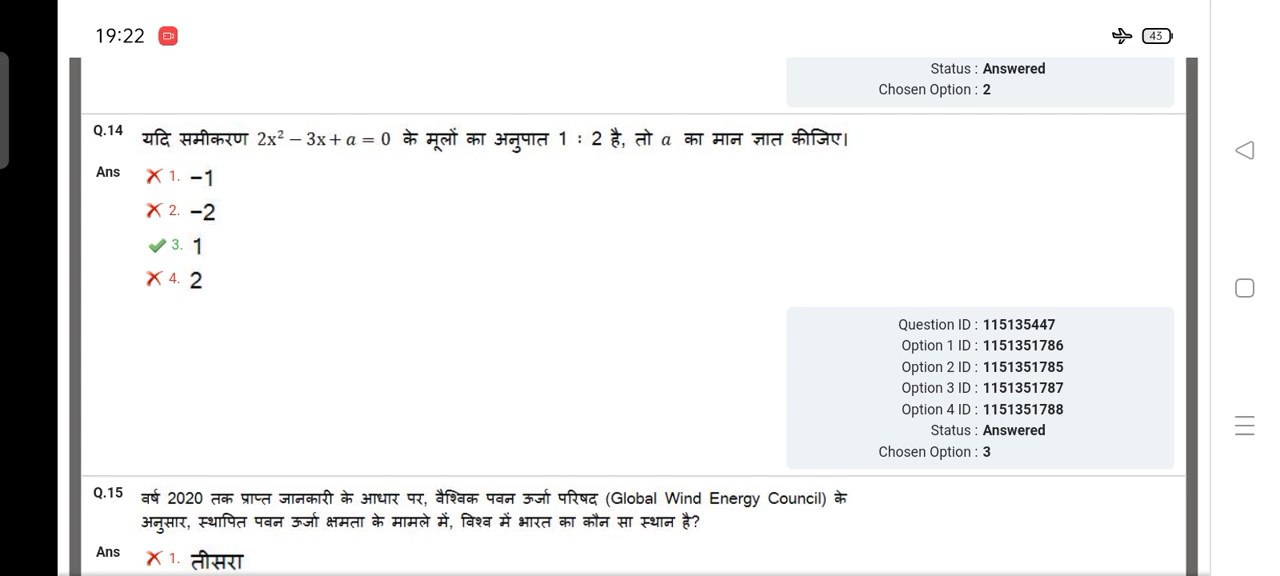 19:22
43
Status : Answered
Chosen Option : 2
Q.14 यदि समीकरण 2x² – 3x + a = 0 के मूलों का अनुपात 1 : 2 है, तो a का मान ज्ञात कीजिए।
Ans
1. –1
2. –2
3. 1
4. 2
Question ID : 115135447
Option 1 ID : 1151351786
Option 2 ID : 1151351785
Option 3 ID : 1151351787
Option 4 ID : 1151351788
Status : Answered
Chosen Option : 3
Q.15 वर्ष 2020 तक प्राप्त जानकारी के आधार पर, वैश्विक पवन ऊर्जा परिषद (Global Wind Energy Council) के
अनुसार, स्थापित पवन ऊर्जा क्षमता के मामले में, विश्व में भारत का कौन सा स्थान है?
Ans
1. तीसरा